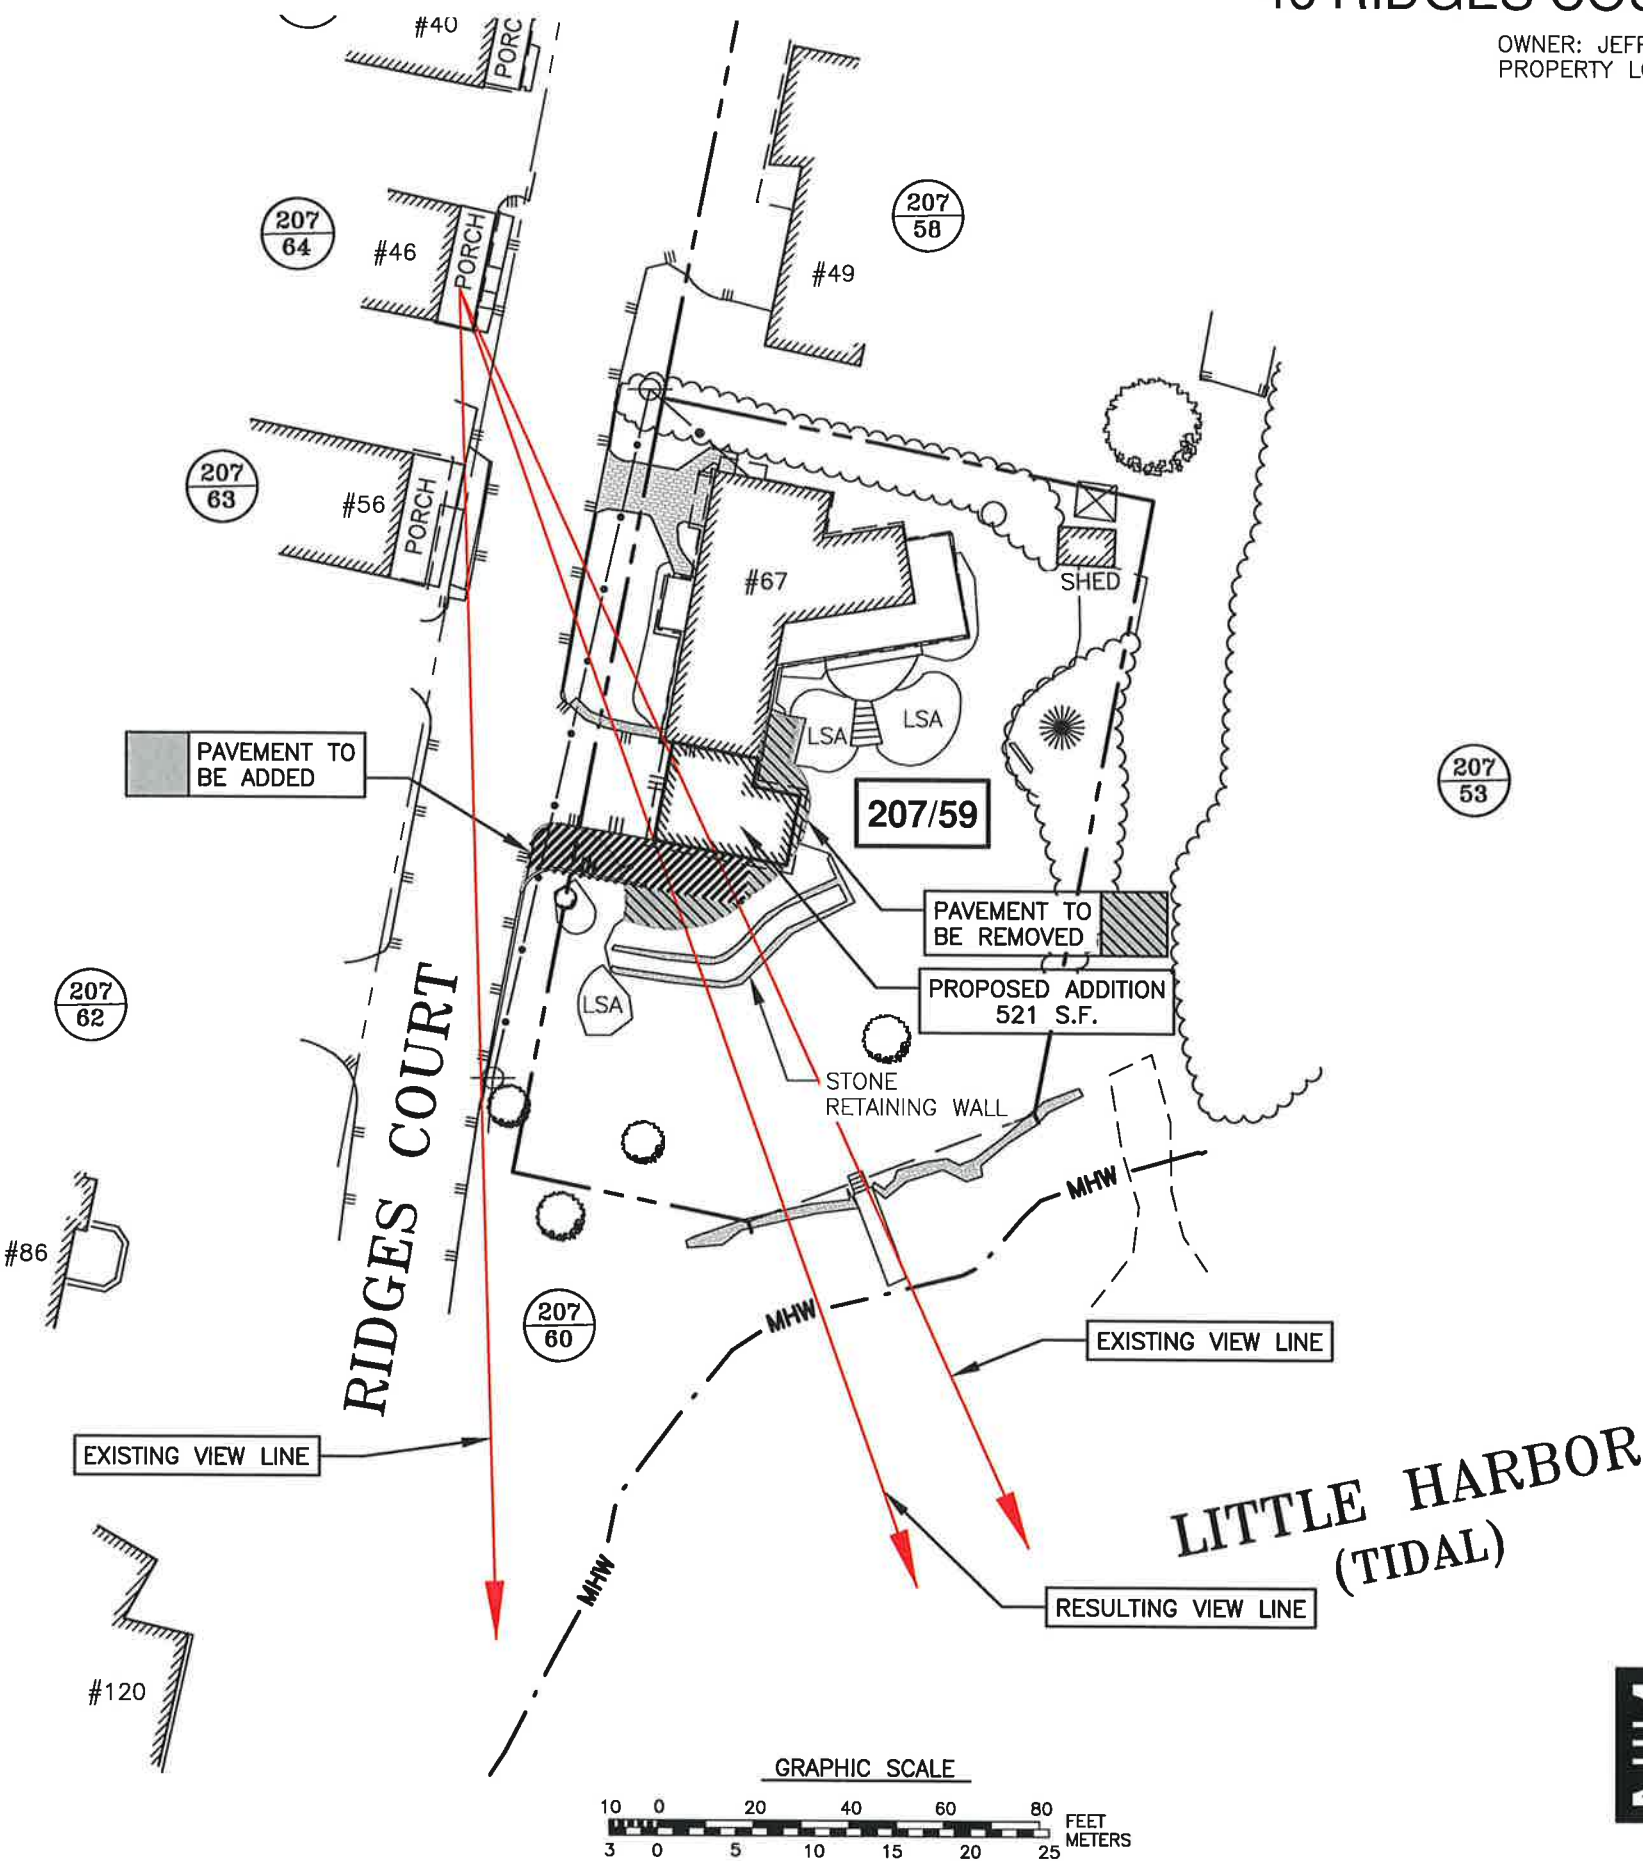 OWNER:
PROPERTY
#40
207
64
#46
PORCH
207
58
#49
207
63
#56
PORCH
#67
SHED
LSA
LSA
PAVEMENT TO
BE ADDED
207/59
207
53
PAVEMENT TO
BE REMOVED
PROPOSED ADDITION
521 S.F.
207
62
LSA
STONE
RETAINING WALL
RIDGES COURT
MHW
#86
207
60
MHW
EXISTING VIEW LINE
EXISTING VIEW LINE
LITTLE HARBOR
(TIDAL)
MHW
RESULTING VIEW LINE
#120
GRAPHIC SCALE
10 0 20 40 60 80
FEET
METERS
3 0 5 10 15 20 25